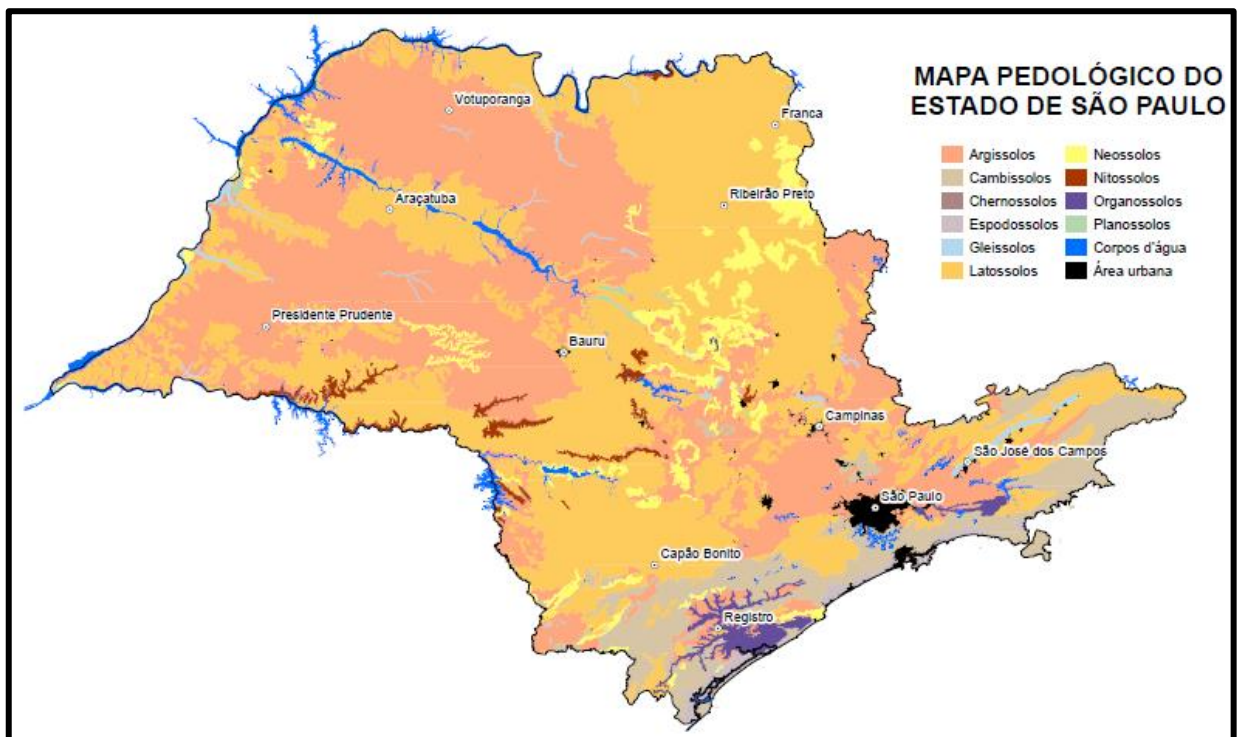 MAPA PEDOLÓGICO DO
ESTADO DE SÃO PAULO
Argissolos
Cambissolos
Chernossolos
Espodossolos
Gleissolos
Latossolos
Neossolos
Nitossolos
Organossolos
Planossolos
Corpos d'água
Área urbana
Votuporanga
Franca
Araçatuba
Ribeirão Preto
Presidente Prudente
Bauru
Campinas
São José dos Campos
São Paulo
Capão Bonito
Registro